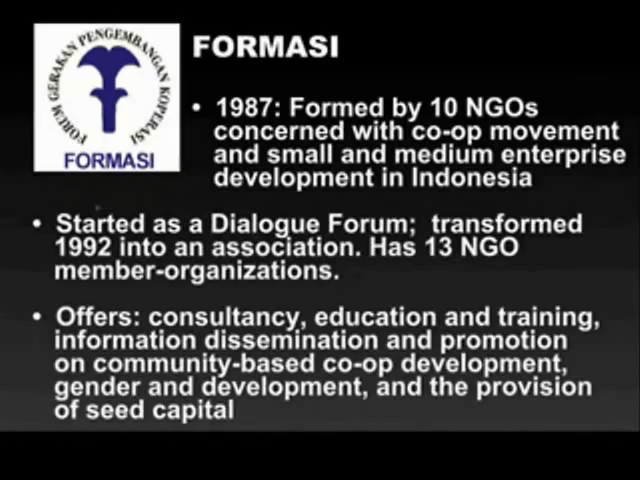 FORUM GERAKAN PENGEMBANGAN KOPERASI
FORMASI
FORMASI
• 1987: Formed by 10 NGOs
concerned with co-op movement
and small and medium enterprise
development in Indonesia
• Started as a Dialogue Forum; transformed
1992 into an association. Has 13 NGO
member-organizations.
• Offers: consultancy, education and training,
information dissemination and promotion
on community-based co-op development,
gender and development, and the provision
of seed capital